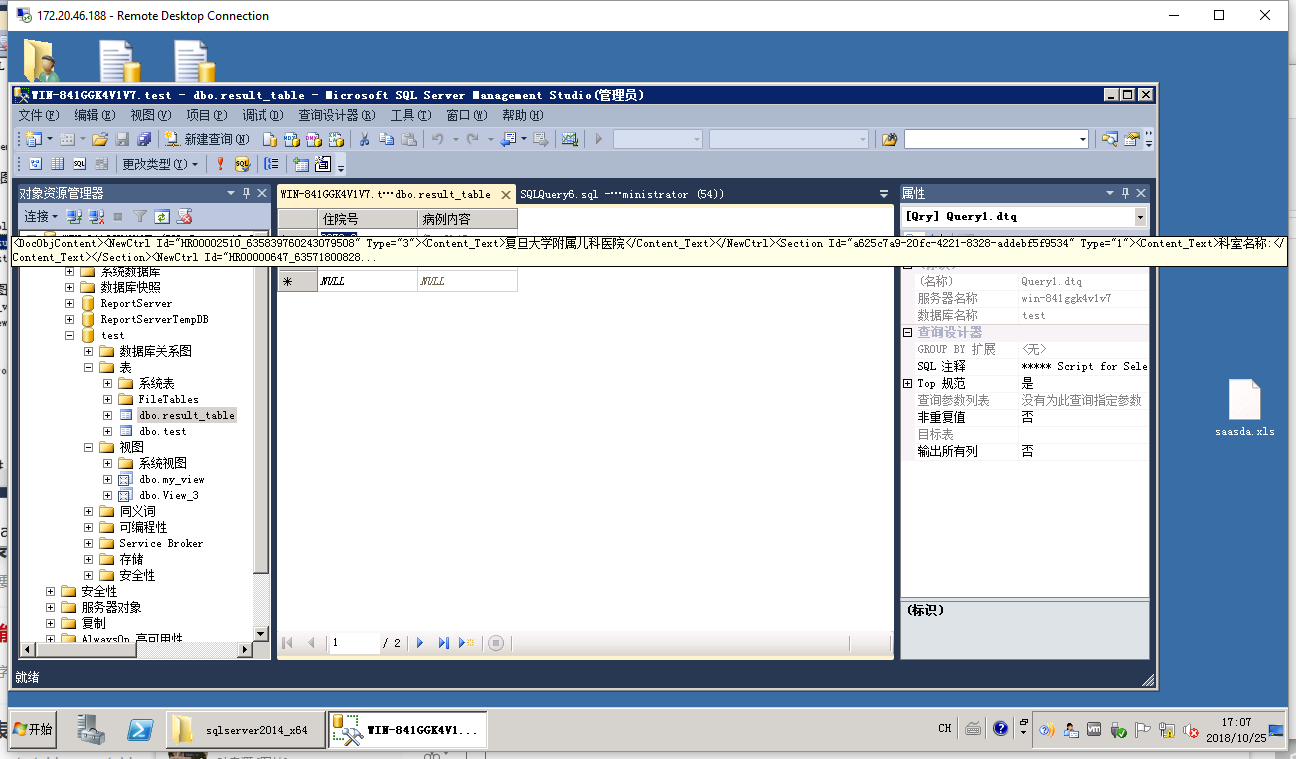 172.20.46.188 - Remote Desktop Connection
WIN-841GGK4V1V7.test - dbo.result_table - Microsoft SQL Server Management Studio(管理员)
文件(F) 编辑(E) 视图(V) 项目(P) 调试(D) 查询设计器(R) 工具(T) 窗口(W) 帮助(H)
新建查询(N)
更改类型(Y)
对象资源管理器
WIN-841GGK4V1V7.t...dbo.result_table
SQLQuery6.sql -...ministrator (54))
属性
连接
住院号 病例内容
[Qry] Query1.dtq
<DocObjContent><NewCtrl Id="HR00002510_635839760243079508" Type="3"><Content_Text>复旦大学附属儿科医院</Content_Text></NewCtrl><Section Id="a625c7a9-20fc-4221-8328-addebf5f9534" Type="1"><Content_Text>科室名称:</
Content_Text></Section><NewCtrl Id="HR00000647_63571800828...
NULL NULL
系统数据库
数据库快照
ReportServer
ReportServerTempDB
test
数据库关系图
表
系统表
FileTables
dbo.result_table
dbo.test
视图
系统视图
dbo.my_view
dbo.View_3
同义词
可编程性
Service Broker
存储
安全性
安全性
服务器对象
复制
AlwaysOn 高可用性
(名称) Query1.dtq
服务器名称 win-841ggk4v1v7
数据库名称 test
查询设计器
GROUP BY 扩展 <无>
SQL 注释 ***** Script for Sele
Top 规范 是
查询参数列表 没有为此查询指定参数
非重复值 否
目标表
输出所有列 否
(标识)
1 / 2
就绪
saasda.xls
开始
sqlserver2014_x64
WIN-841GGK4V1...
CH
17:07
2018/10/25